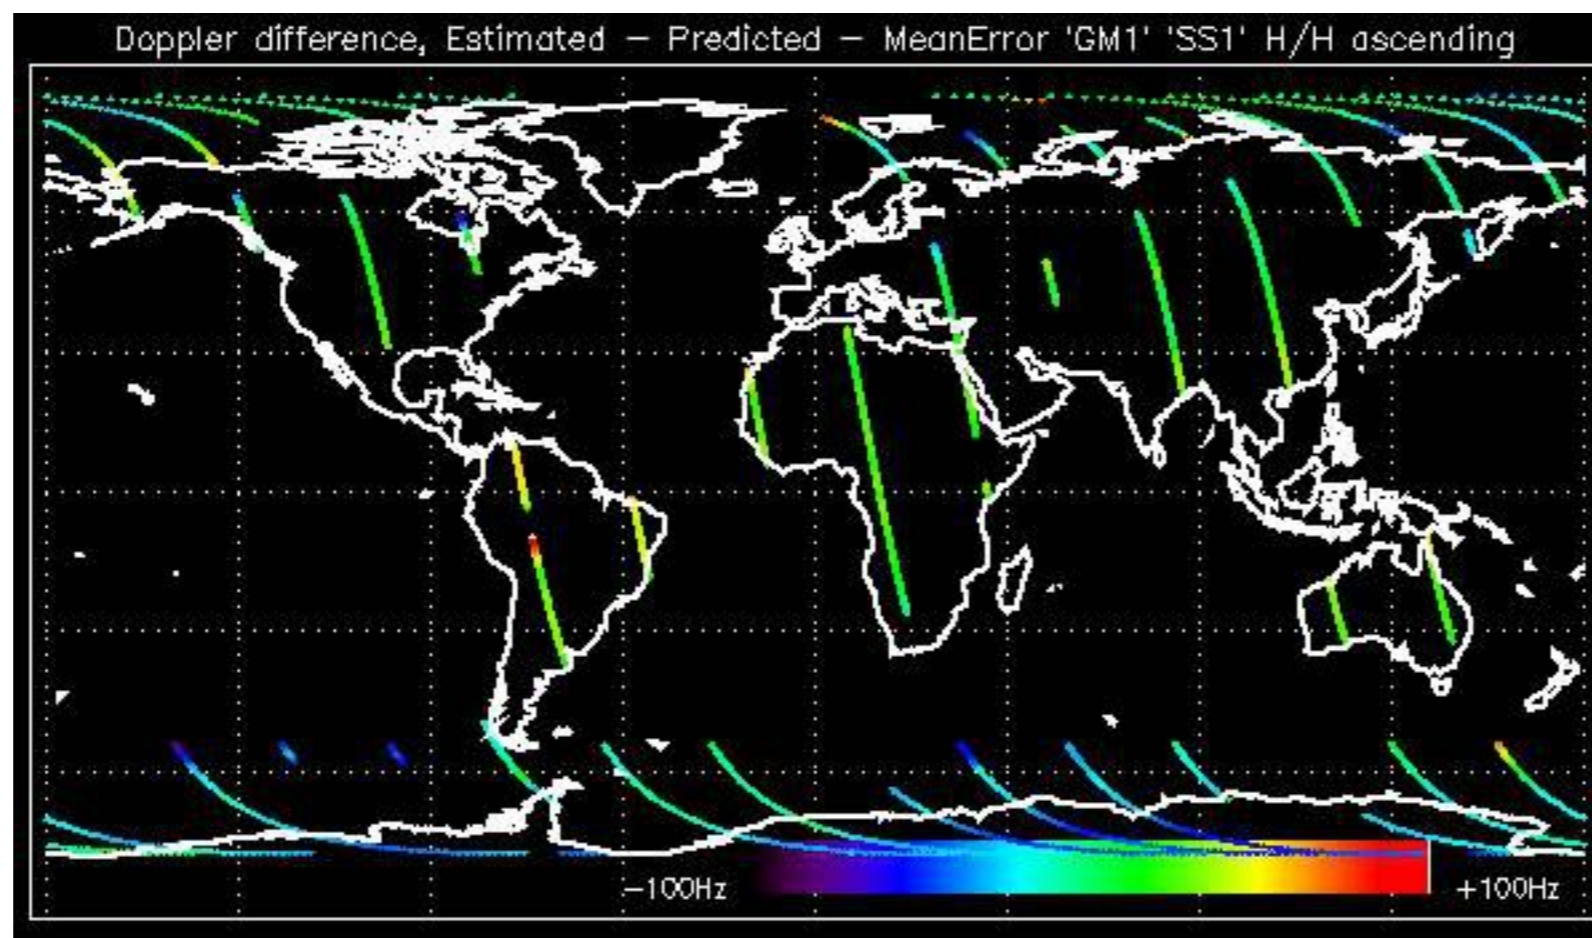 Doppler difference, Estimated – Predicted – MeanError 'GM1' 'SS1' H/H ascending
–100Hz +100Hz